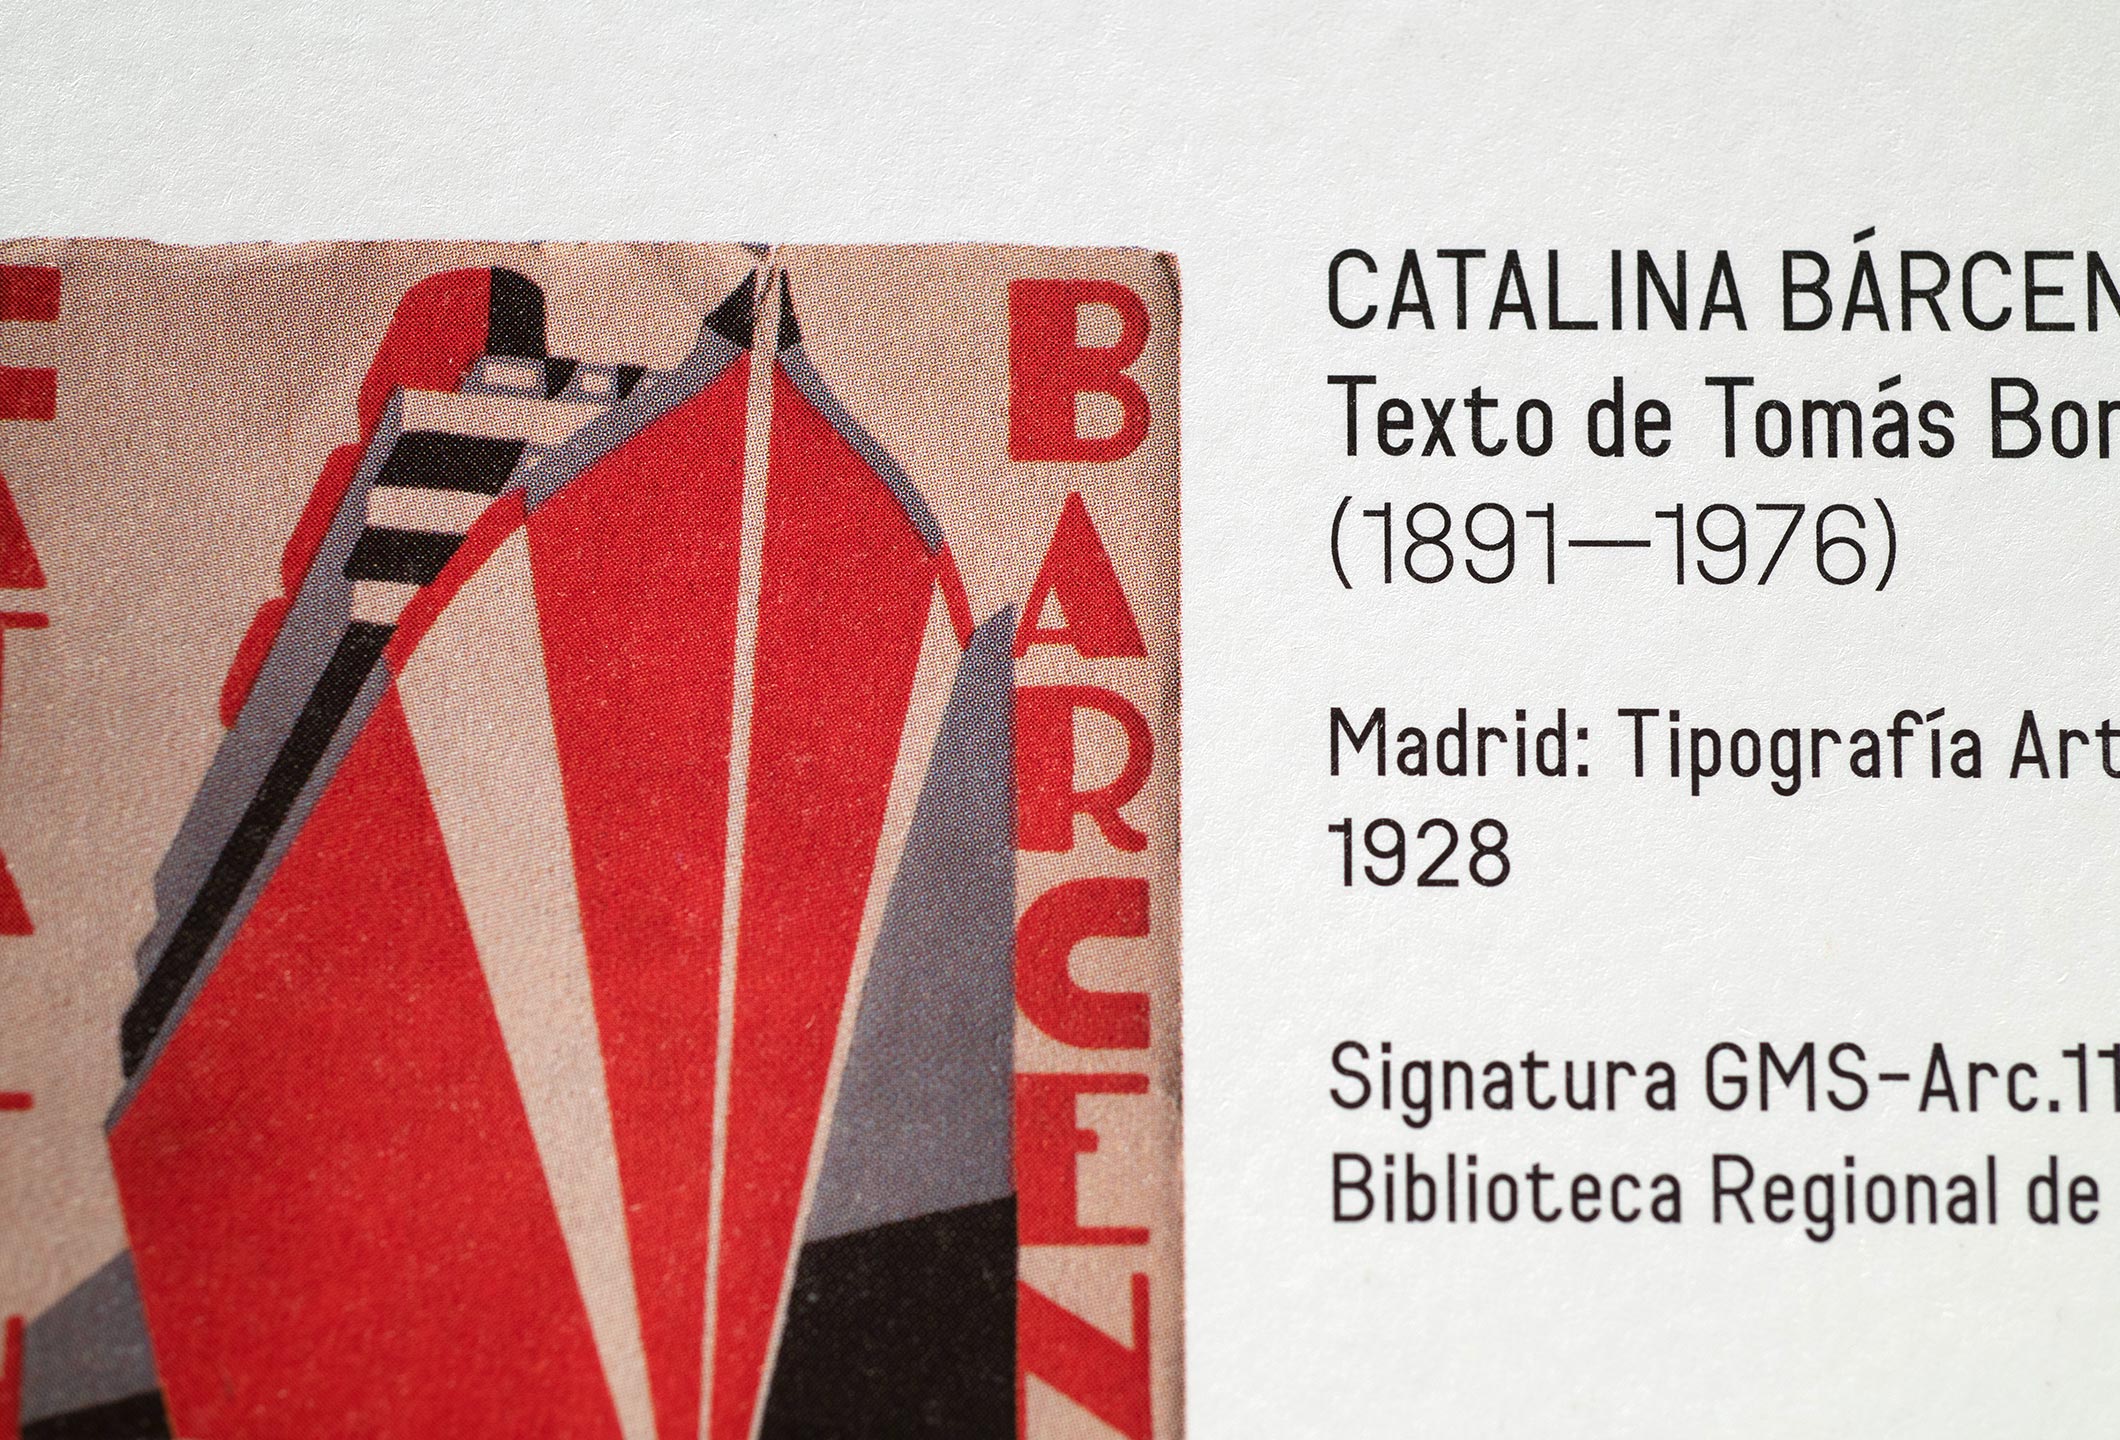 BARCEN
CATALINA BÁRCEN
Texto de Tomás Bor
(1891—1976)
Madrid: Tipografía Art
1928
Signatura GMS-Arc.11
Biblioteca Regional de